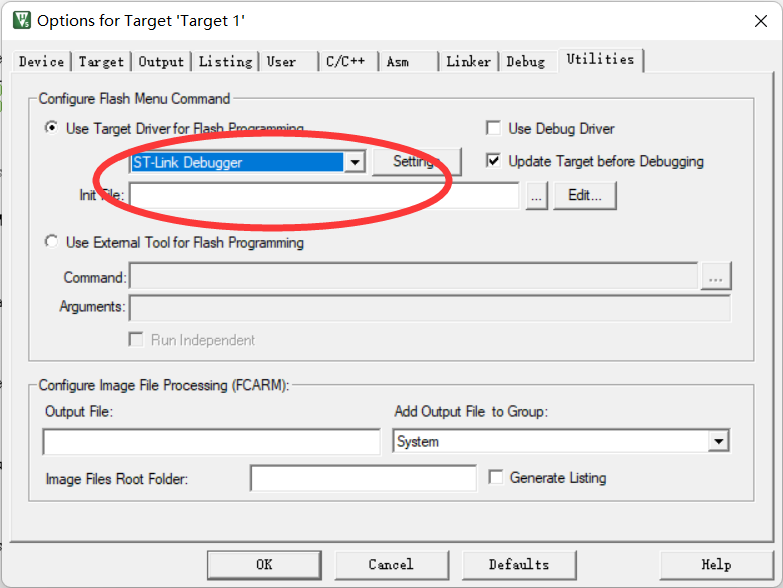 Options for Target 'Target 1'
Device Target Output Listing User C/C++ Asm Linker Debug Utilities
Configure Flash Menu Command
Use Target Driver for Flash Programming
Use Debug Driver
ST-Link Debugger
Settings
Update Target before Debugging
Init File:
...
Edit...
Use External Tool for Flash Programming
Command:
...
Arguments:
Run Independent
Configure Image File Processing (FCARM):
Output File:
Add Output File to Group:
System
Image Files Root Folder:
Generate Listing
OK
Cancel
Defaults
Help